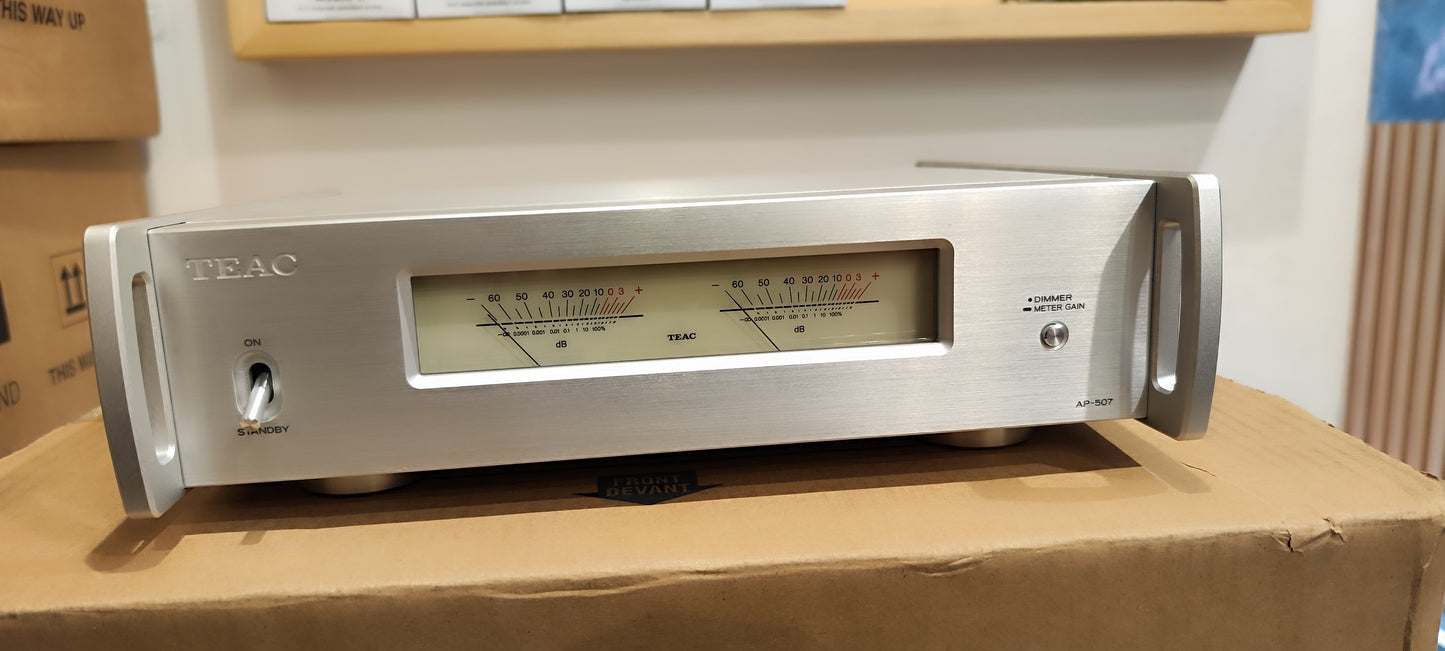 THIS WAY UP
TEAC
ON
STANDBY
− 60 50 40 30 20 10 0 3 +
−∞ 0.0001 0.001 0.01 0.1 1 10 100%
dB
TEAC
− 60 50 40 30 20 10 0 3 +
−∞ 0.0001 0.001 0.01 0.1 1 10 100%
dB
DIMMER
METER GAIN
AP-507
THIS
FRONT
DEVANT